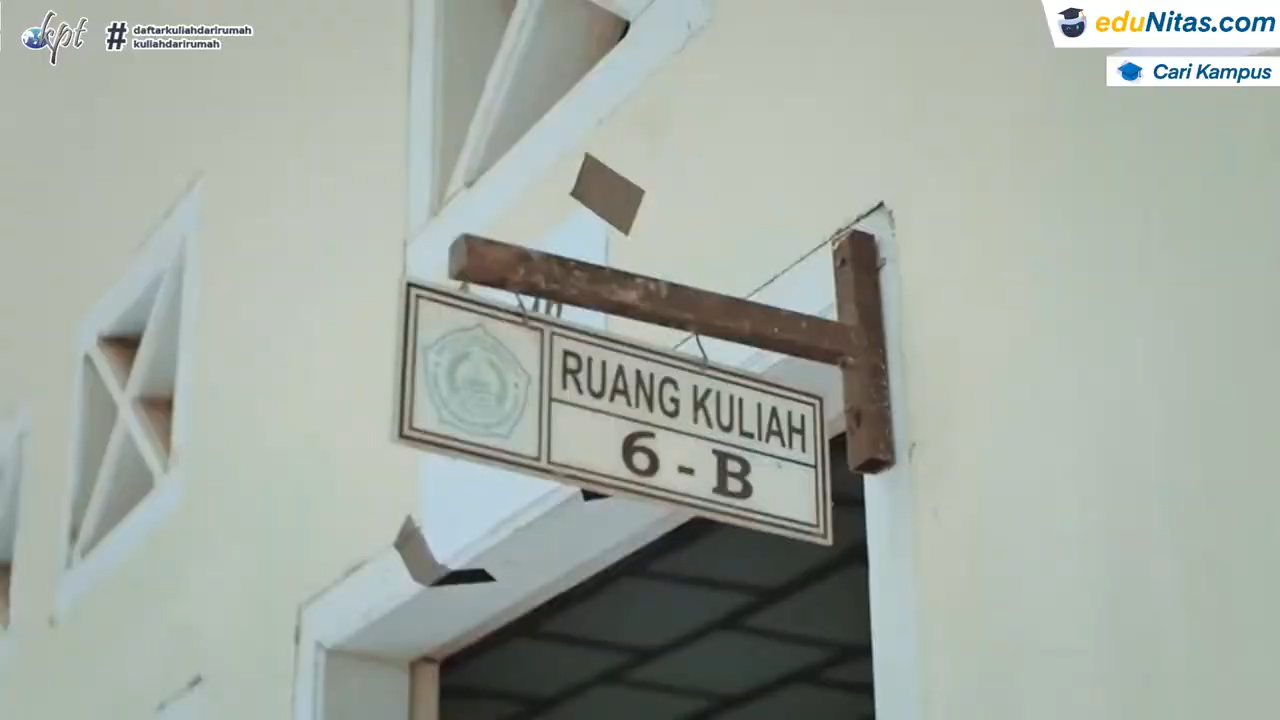 kpt
#
daftarkuliahdarirumah
kuliahdarirumah
eduNitas.com
Cari Kampus
RUANG KULIAH
6 - B